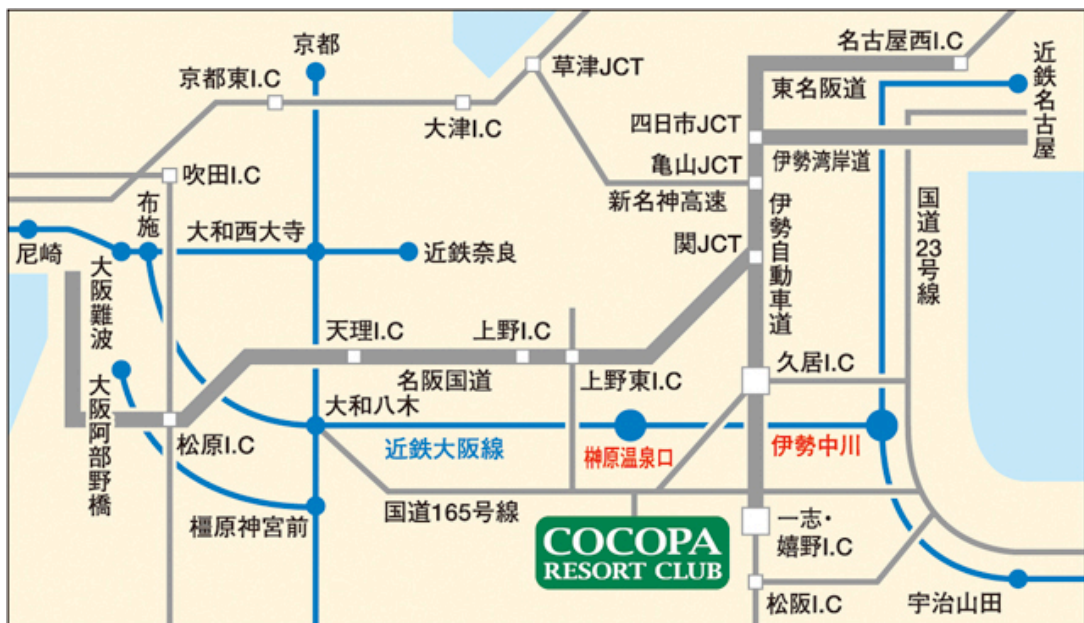 京都
名古屋西I.C
近鉄名古屋
京都東I.C
草津JCT
東名阪道
大津I.C
四日市JCT
伊勢湾岸道
吹田I.C
亀山JCT
新名神高速
国道23号線
布施
伊勢自動車道
大和西大寺
関JCT
尼崎
近鉄奈良
大阪難波
天理I.C
上野I.C
久居I.C
名阪国道
上野東I.C
大阪阿部野橋
大和八木
松原I.C
近鉄大阪線
榊原温泉口
伊勢中川
国道165号線
橿原神宮前
一志・
嬉野I.C
COCOPA
RESORT CLUB
松阪I.C
宇治山田